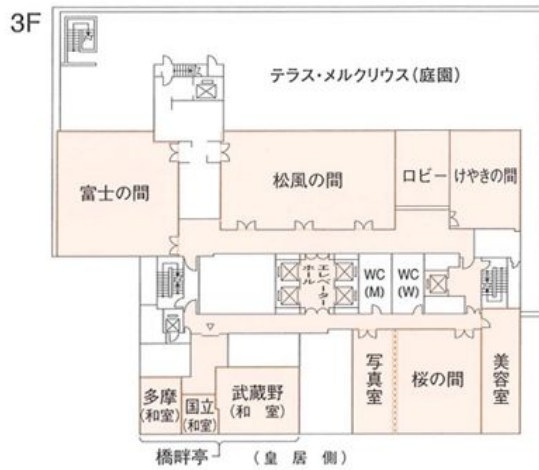 3F
テラス・メルクリウス(庭園)
富士の間
松風の間
ロビー
けやきの間
エレベーター
ホール
WC
(M)
WC
(W)
多摩
(和室)
国立
(和室)
武蔵野
(和 室)
写真室
桜の間
美容室
橋畔亭
(皇 居 側)